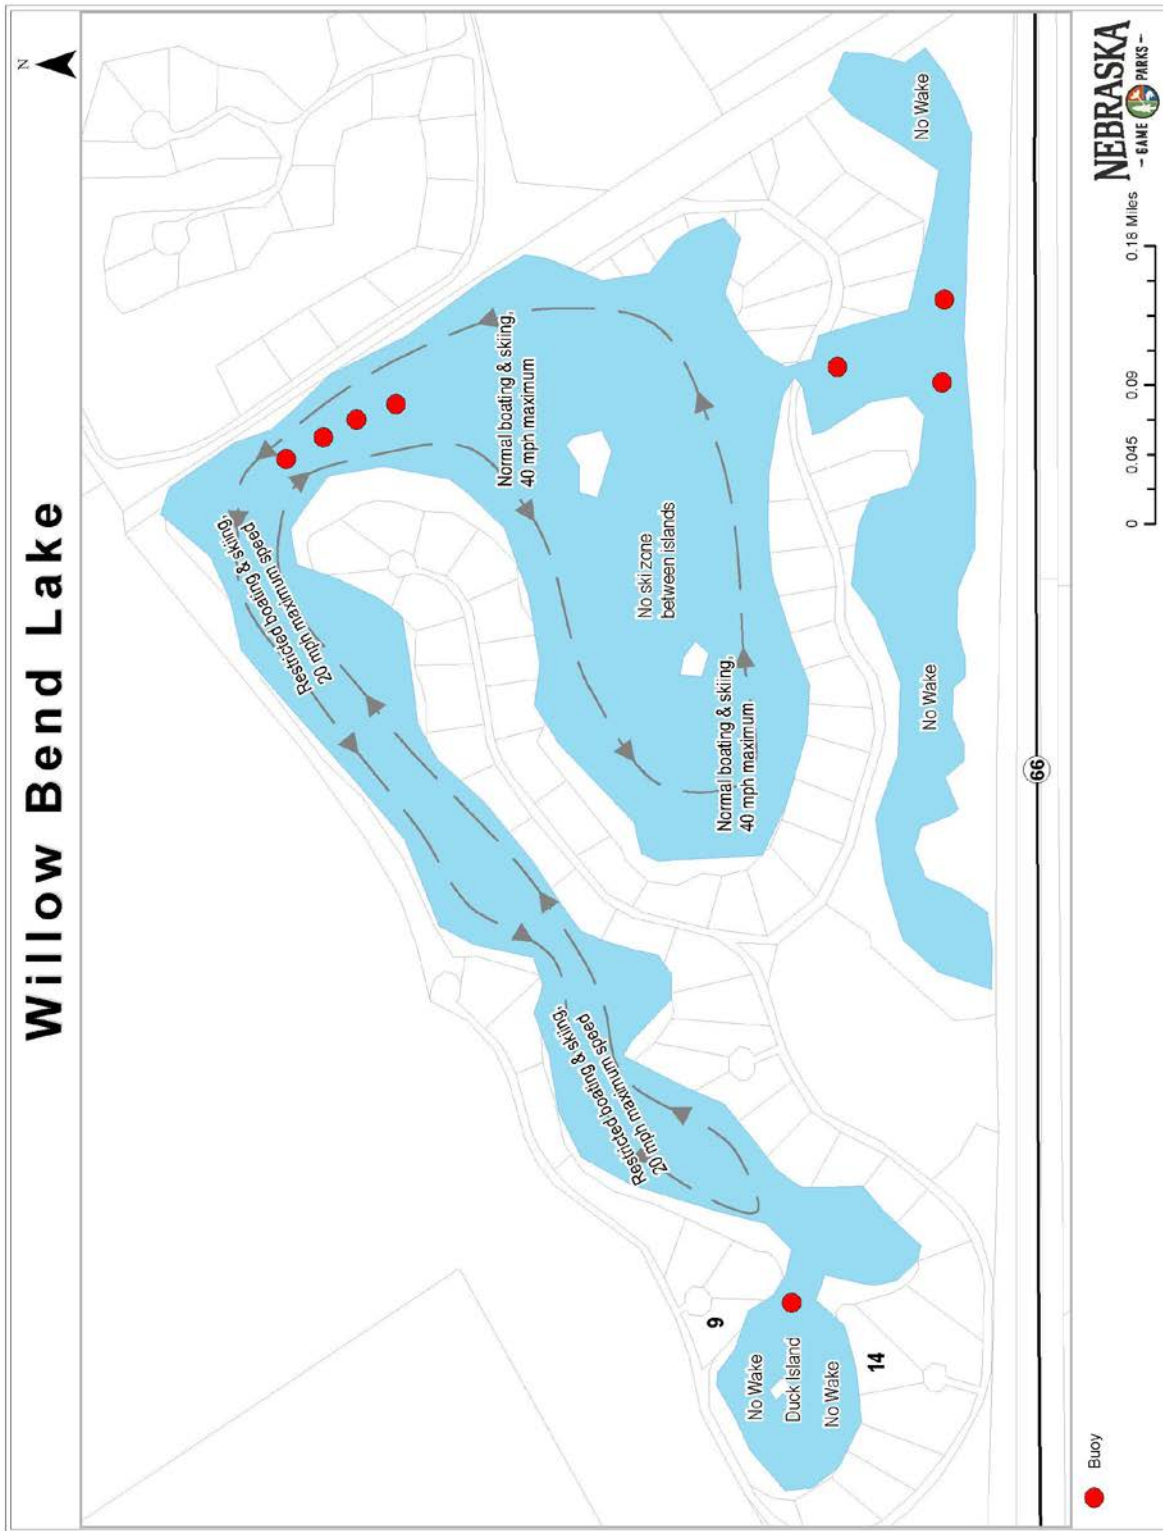 Willow Bend Lake
N
Restricted boating & skiing,
20 mph maximum speed
Normal boating & skiing,
40 mph maximum
No ski zone
between islands
Normal boating & skiing,
40 mph maximum.
Restricted boating & skiing,
20 mph maximum speed
9
No Wake
Duck Island
No Wake
14
No Wake
No Wake
66
Buoy
0 0.045 0.09 0.18 Miles
NEBRASKA
- GAME PARKS -